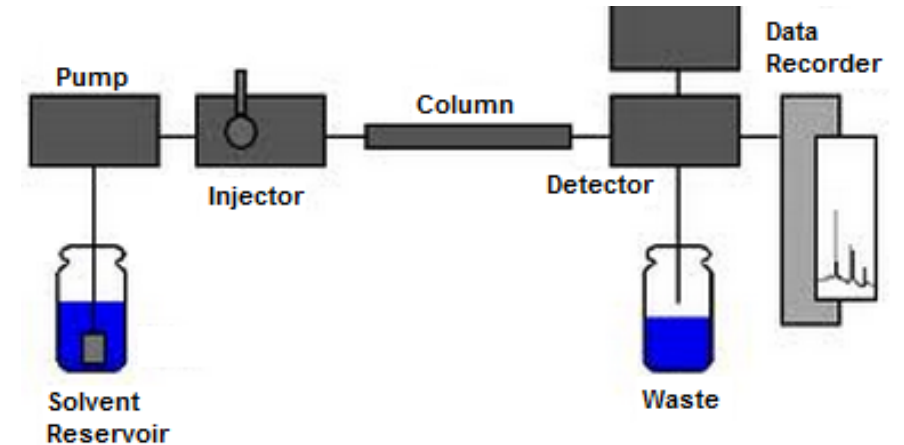 Data
Recorder
Pump
Column
Injector
Detector
Solvent
Reservoir
Waste